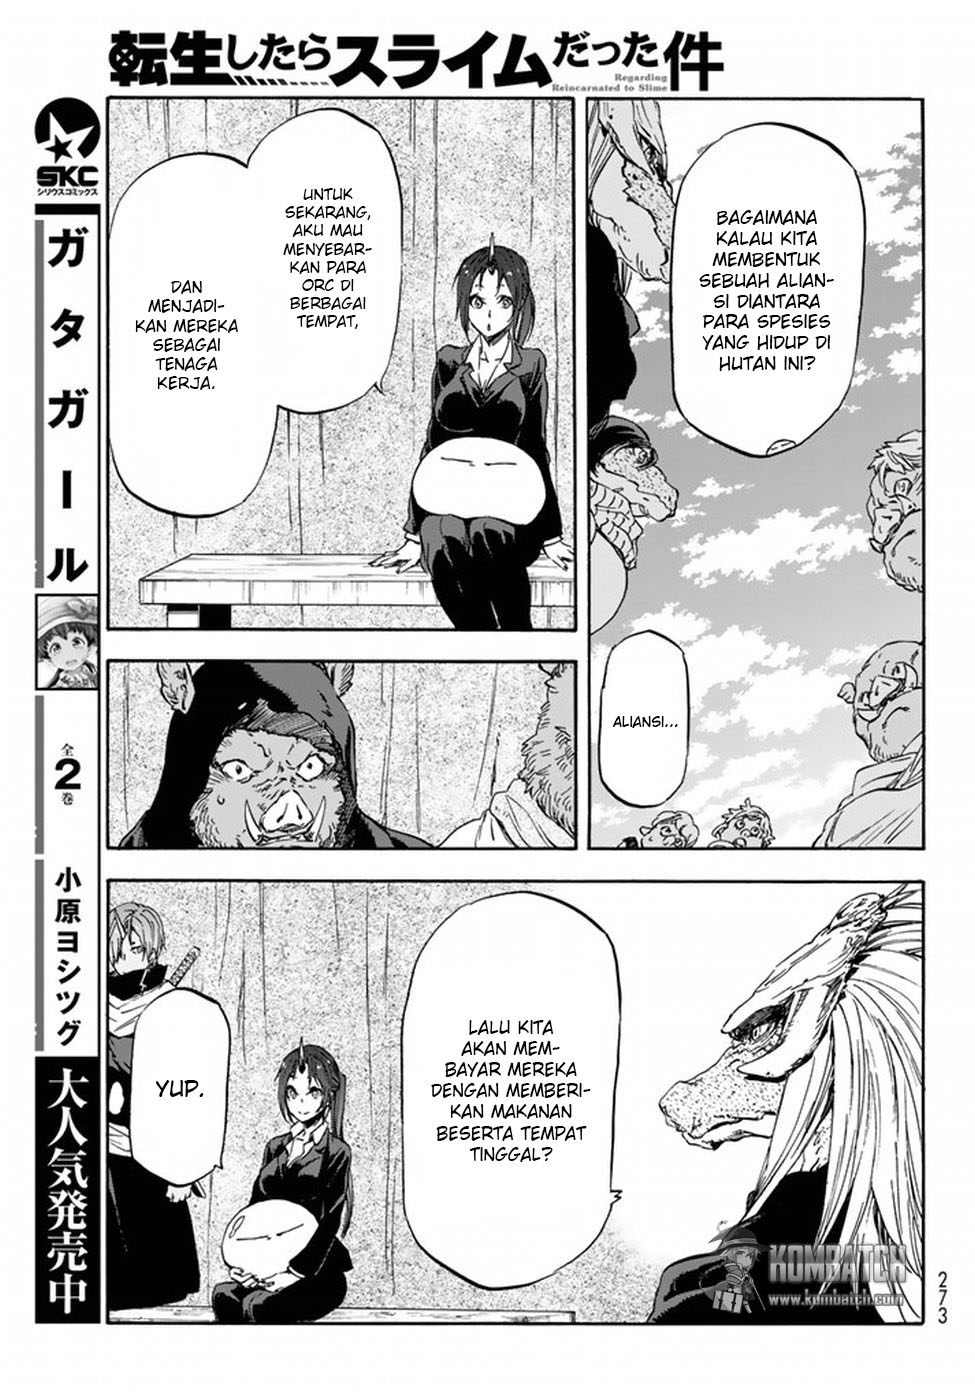 転生したらスライムだった件
Regarding
Reincarnated to Slime
BAGAIMANA
KALAU KITA
MEMBENTUK
SEBUAH ALIAN-
SI DIANTARA
PARA SPESIES
YANG HIDUP DI
HUTAN INI?
ALIANSI...
UNTUK
SEKARANG,
AKU MAU
MENYEBAR-
KAN PARA
ORC DI
BERBAGAI
TEMPAT,
DAN
MENJADI-
KAN MEREKA
SEBAGAI
TENAGA
KERJA.
LALU KITA
AKAN MEM-
BAYAR MEREKA
DENGAN MEMBERI-
KAN MAKANAN
BESERTA TEMPAT
TINGGAL?
YUP.
SKC
シリウスコミックス
ガタガール
全2巻
小原ヨシツグ
大人気発売中
KOMBATCH
www.kombatch.com
273